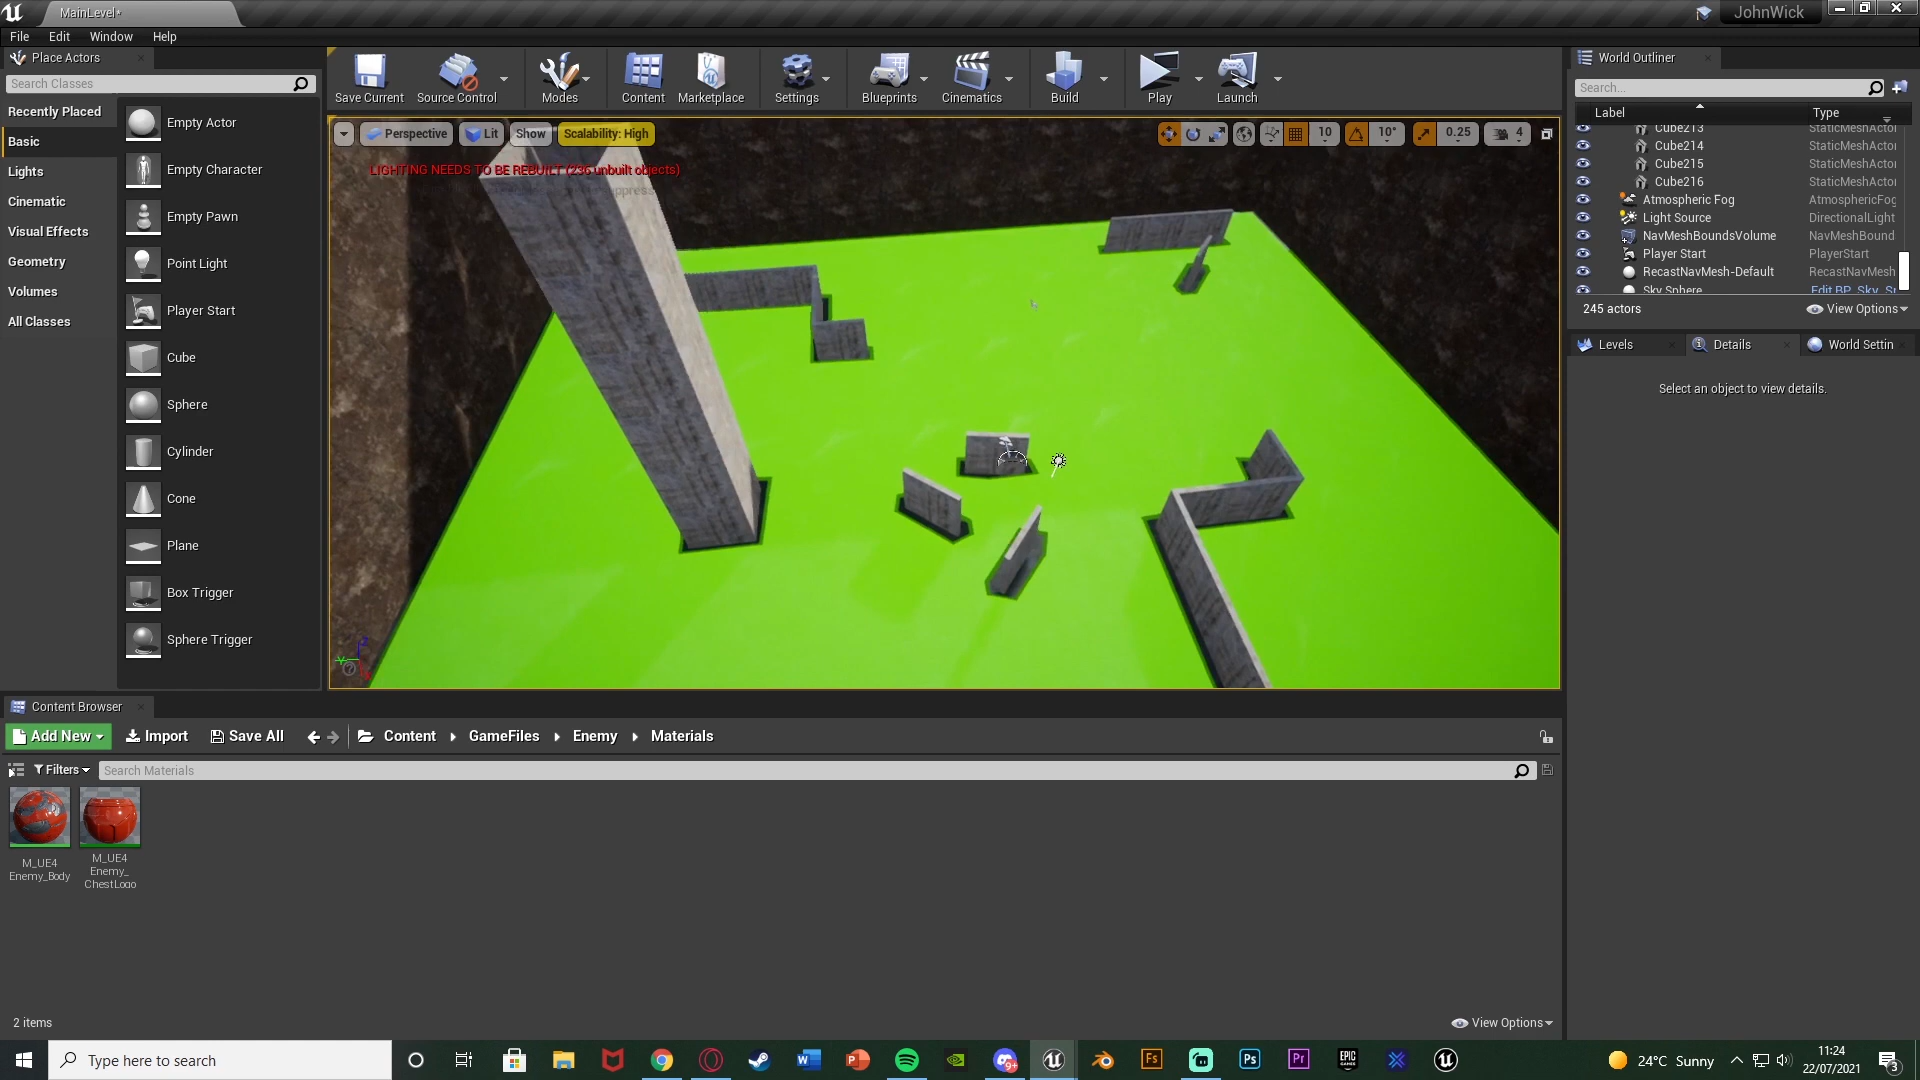 MainLevel*
JohnWick
File Edit Window Help
Place Actors
Search Classes
Recently Placed
Basic
Lights
Cinematic
Visual Effects
Geometry
Volumes
All Classes
Empty Actor
Empty Character
Empty Pawn
Point Light
Player Start
Cube
Sphere
Cylinder
Cone
Plane
Box Trigger
Sphere Trigger
Save Current Source Control Modes Content Marketplace Settings Blueprints Cinematics Build Play Launch
Perspective Lit Show Scalability: High 10 10° 0.25 4
LIGHTING NEEDS TO BE REBUILT (236 unbuilt objects)
World Outliner
Search...
Label Type
Cube213 StaticMeshActor
Cube214 StaticMeshActor
Cube215 StaticMeshActor
Cube216 StaticMeshActor
Atmospheric Fog AtmosphericFog
Light Source DirectionalLight
NavMeshBoundsVolume NavMeshBound
Player Start PlayerStart
RecastNavMesh-Default RecastNavMesh
Sky Sphere Edit BP_Sky_Sp
245 actors View Options
Levels Details World Settin
Select an object to view details.
Content Browser
Add New Import Save All Content GameFiles Enemy Materials
Filters Search Materials
M_UE4
Enemy_Body
M_UE4
Enemy_
ChestLogo
2 items View Options
Type here to search
24°C Sunny
11:24
22/07/2021
3